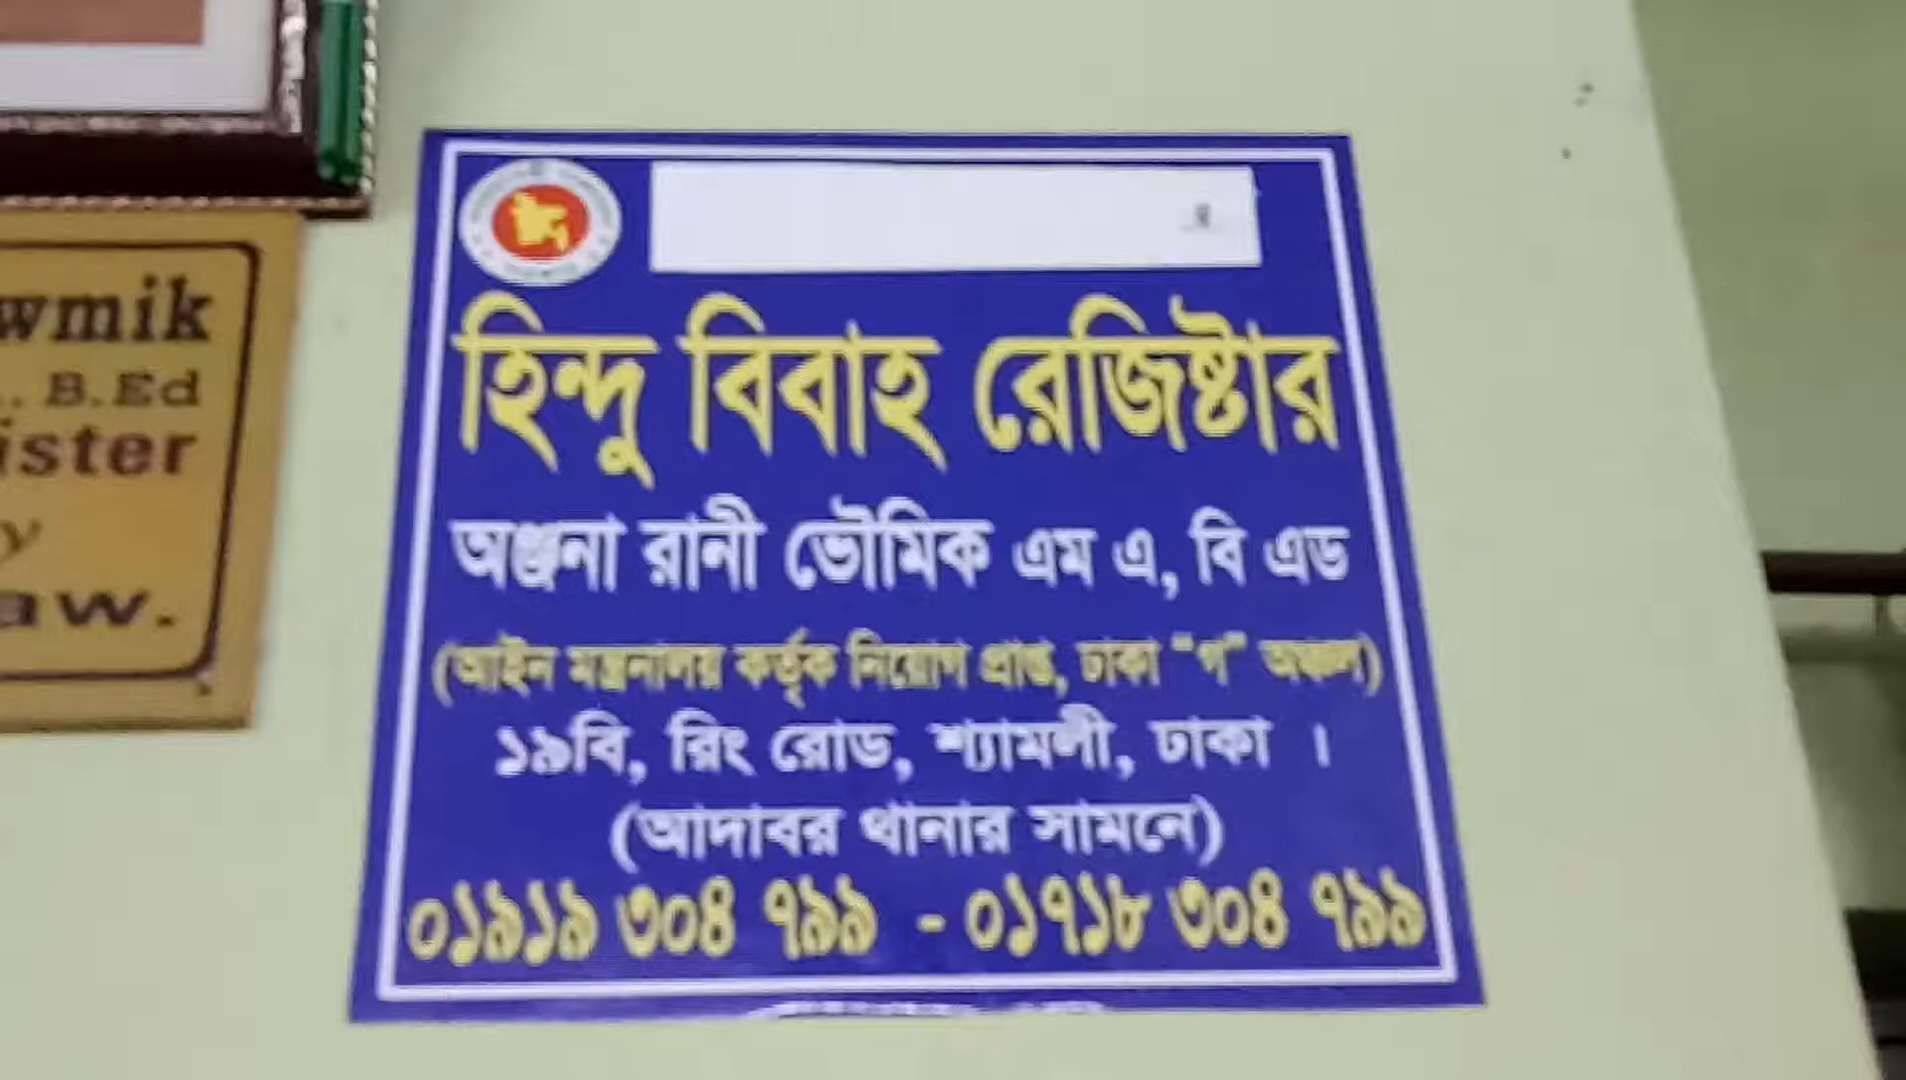 wmik
. B.Ed
ister
y
aw.
হিন্দু বিবাহ রেজিষ্টার
অঞ্জনা রানী ভৌমিক এম এ, বি এড
(আইন মন্ত্রনালয় কর্তৃক নিয়োগ প্রাপ্ত, ঢাকা “গ” অঞ্চল)
১৯বি, রিং রোড, শ্যামলী, ঢাকা ।
(আদাবর থানার সামনে)
০১৯১৯ ৩০৪ ৭৯৯ - ০১৭১৮ ৩০৪ ৭৯৯